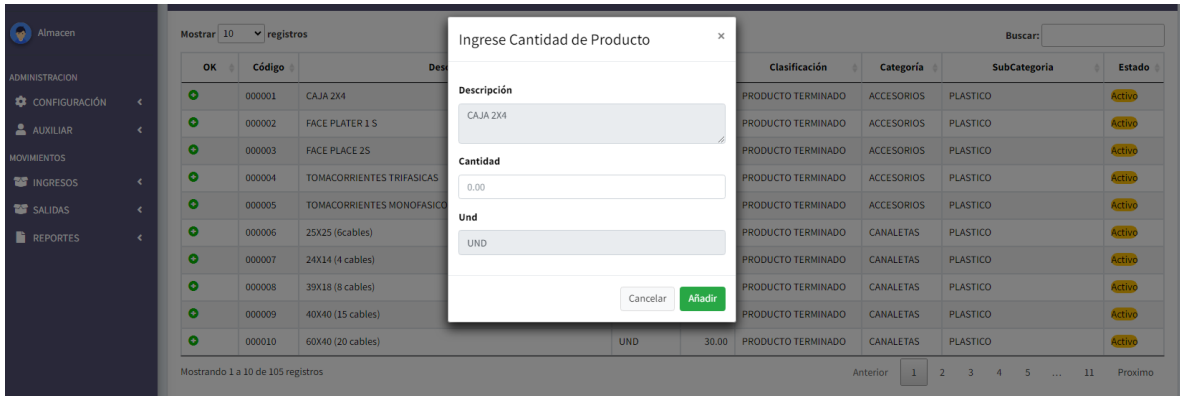 Almacen
ADMINISTRACION
CONFIGURACIÓN
AUXILIAR
MOVIMIENTOS
INGRESOS
SALIDAS
REPORTES
Mostrar 10 registros
Buscar:
OK Código Desc Clasificación Categoría SubCategoria Estado
000001 CAJA 2X4 PRODUCTO TERMINADO ACCESORIOS PLASTICO Activo
000002 FACE PLATER 1 S PRODUCTO TERMINADO ACCESORIOS PLASTICO Activo
000003 FACE PLACE 2S PRODUCTO TERMINADO ACCESORIOS PLASTICO Activo
000004 TOMACORRIENTES TRIFASICAS PRODUCTO TERMINADO ACCESORIOS PLASTICO Activo
000005 TOMACORRIENTES MONOFASICO PRODUCTO TERMINADO ACCESORIOS PLASTICO Activo
000006 25X25 (6cables) PRODUCTO TERMINADO CANALETAS PLASTICO Activo
000007 24X14 (4 cables) PRODUCTO TERMINADO CANALETAS PLASTICO Activo
000008 39X18 (8 cables) PRODUCTO TERMINADO CANALETAS PLASTICO Activo
000009 40X40 (15 cables) PRODUCTO TERMINADO CANALETAS PLASTICO Activo
000010 60X40 (20 cables) UND 30.00 PRODUCTO TERMINADO CANALETAS PLASTICO Activo
Mostrando 1 a 10 de 105 registros
Anterior 1 2 3 4 5 ... 11 Proximo
Ingrese Cantidad de Producto ×
Descripción
CAJA 2X4
Cantidad
0.00
Und
UND
Cancelar Añadir